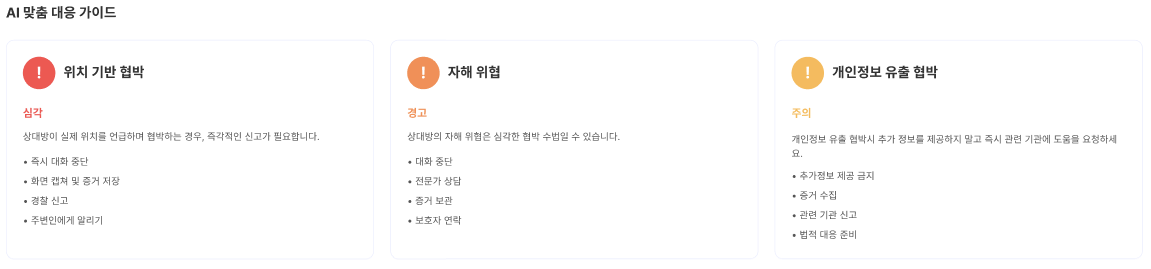 AI 맞춤 대응 가이드
! 위치 기반 협박
심각
상대방이 실제 위치를 언급하며 협박하는 경우, 즉각적인 신고가 필요합니다.
• 즉시 대화 중단
• 화면 캡쳐 및 증거 저장
• 경찰 신고
• 주변인에게 알리기
! 자해 위협
경고
상대방의 자해 위협은 심각한 협박 수법일 수 있습니다.
• 대화 중단
• 전문가 상담
• 증거 보관
• 보호자 연락
! 개인정보 유출 협박
주의
개인정보 유출 협박시 추가 정보를 제공하지 말고 즉시 관련 기관에 도움을 요청하세
요.
• 추가정보 제공 금지
• 증거 수집
• 관련 기관 신고
• 법적 대응 준비